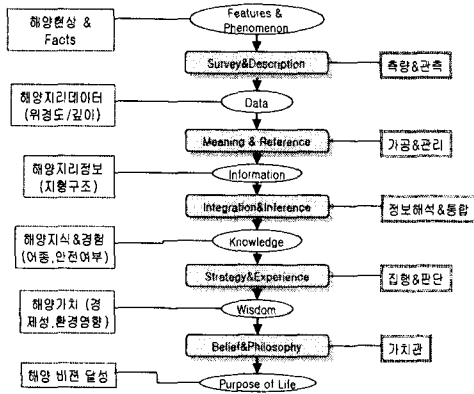 해양현상 &
Facts
Features &
Phenomenon
Survey&Description
측량&관측
해양지리데이터
(위경도/깊이)
Data
Meaning & Reference
가공&관리
해양지리정보
(지형구조)
Information
Integration&Inference
정보해석&통합
해양지식&경험
(어종,안전여부)
Knowledge
Strategy&Experience
집행&판단
해양가치 (경
제성,환경영향)
Wisdom
Belief&Philosophy
가치관
해양 비젼 달성
Purpose of Life